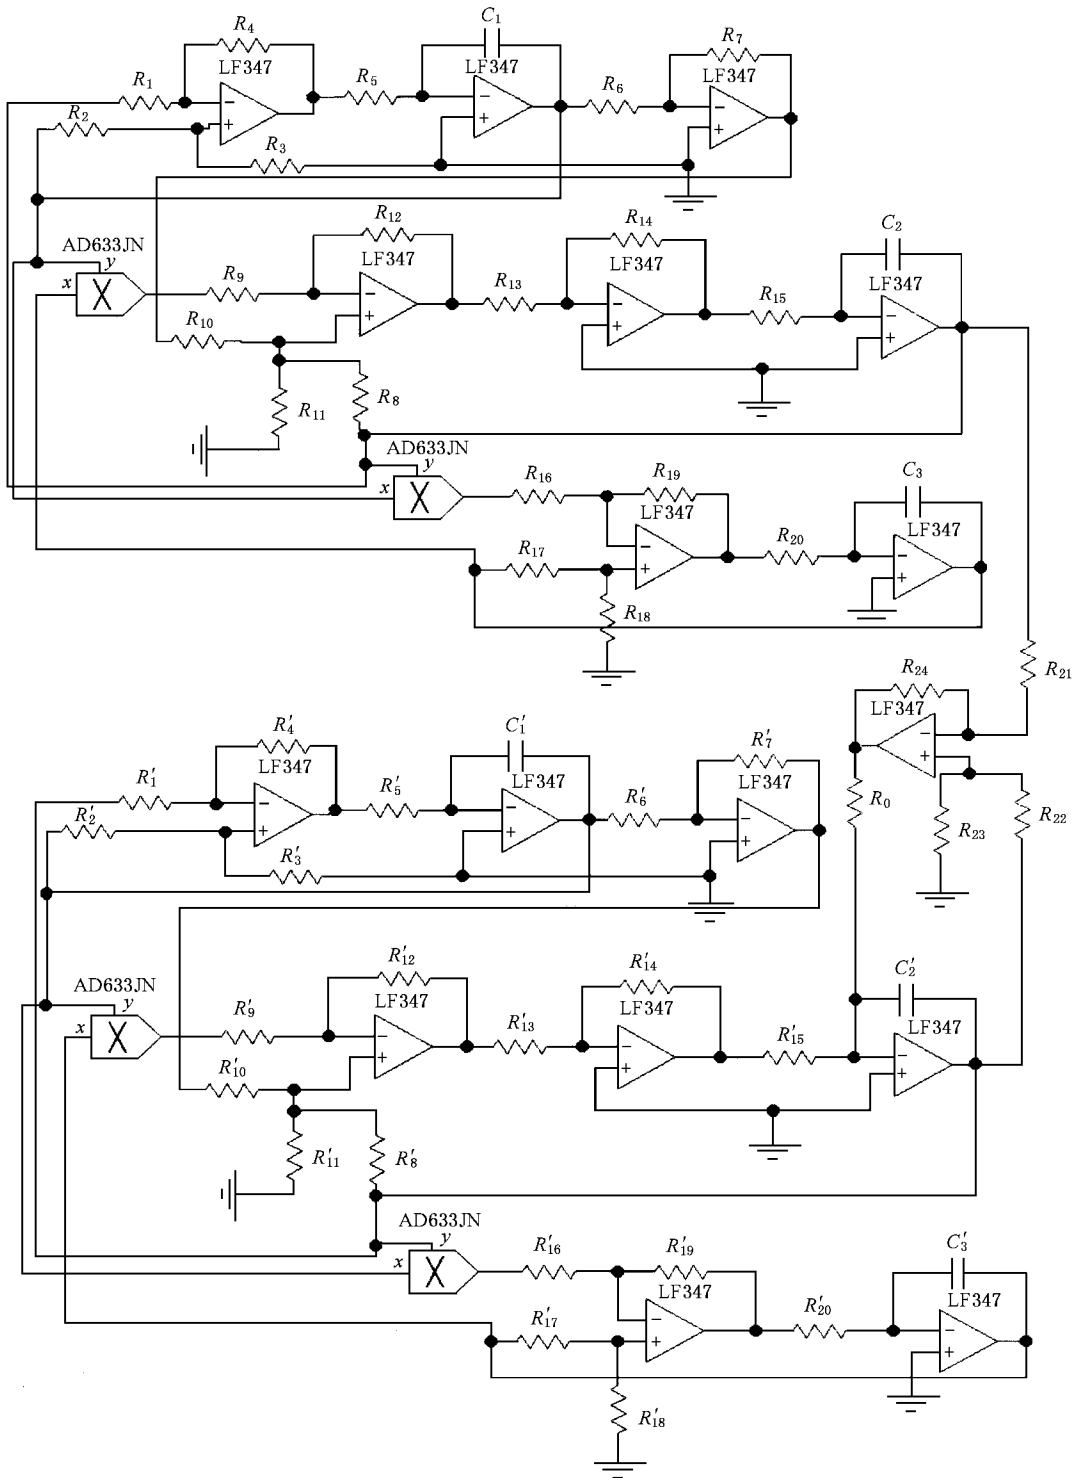 C₁
R₄
R₇
LF347
LF347
LF347
R₁
R₅
R₆
−
−
−
R₂
+
+
+
R₃
R₁₂
R₁₄
C₂
AD633JN
y
LF347
LF347
LF347
x
X
R₉
R₁₃
R₁₅
−
−
−
R₁₀
+
+
+
R₈
R₁₁
AD633JN
y
x
X
R₁₆
R₁₉
C₃
LF347
LF347
R₁₇
−
R₂₀
−
+
+
R₁₈
R₂₁
R₂₄
LF347
−
+
R₀
R₂₃
R₂₂
R′₄
C′₁
R′₇
LF347
LF347
LF347
R′₁
R′₅
R′₆
−
−
−
R′₂
+
+
+
R′₃
R′₁₂
R′₁₄
C′₂
AD633JN
y
LF347
LF347
LF347
x
X
R′₉
R′₁₃
R′₁₅
−
−
−
R′₁₀
+
+
+
R′₁₁
R′₈
AD633JN
y
x
X
R′₁₆
R′₁₉
C′₃
LF347
LF347
R′₁₇
−
R′₂₀
−
+
+
R′₁₈